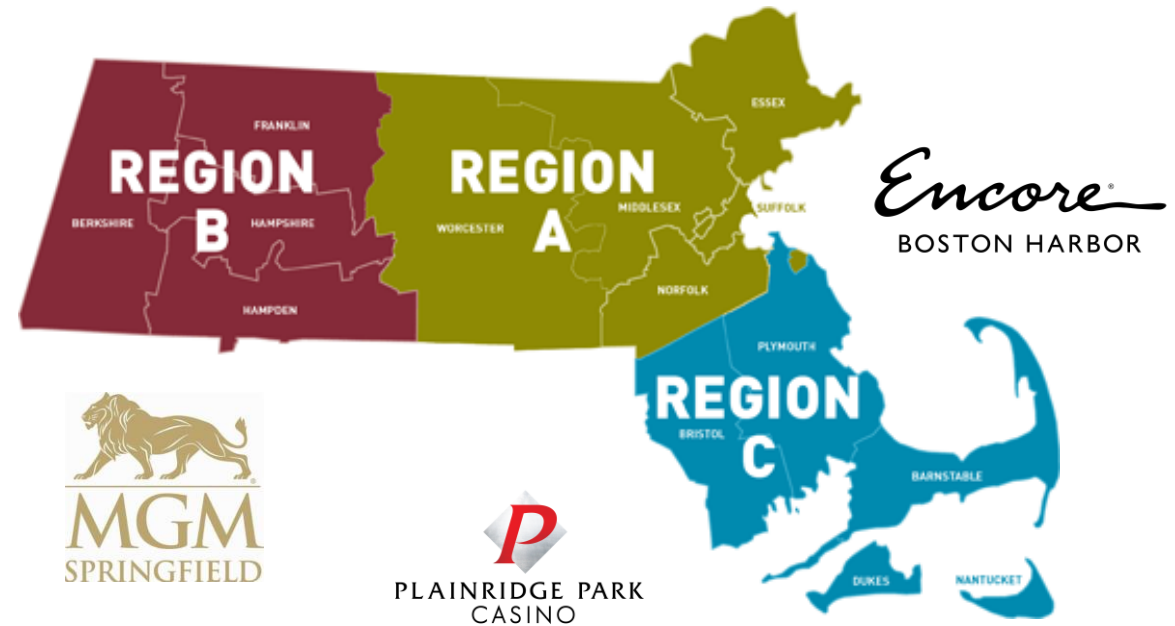 ESSEX
FRANKLIN
REGION
B
REGION
A
BERKSHIRE
HAMPSHIRE
WORCESTER
MIDDLESEX
SUFFOLK
Encore®
BOSTON HARBOR
NORFOLK
HAMPDEN
PLYMOUTH
REGION
C
BRISTOL
BARNSTABLE
DUKES
NANTUCKET
MGM
SPRINGFIELD
P
PLAINRIDGE PARK
CASINO